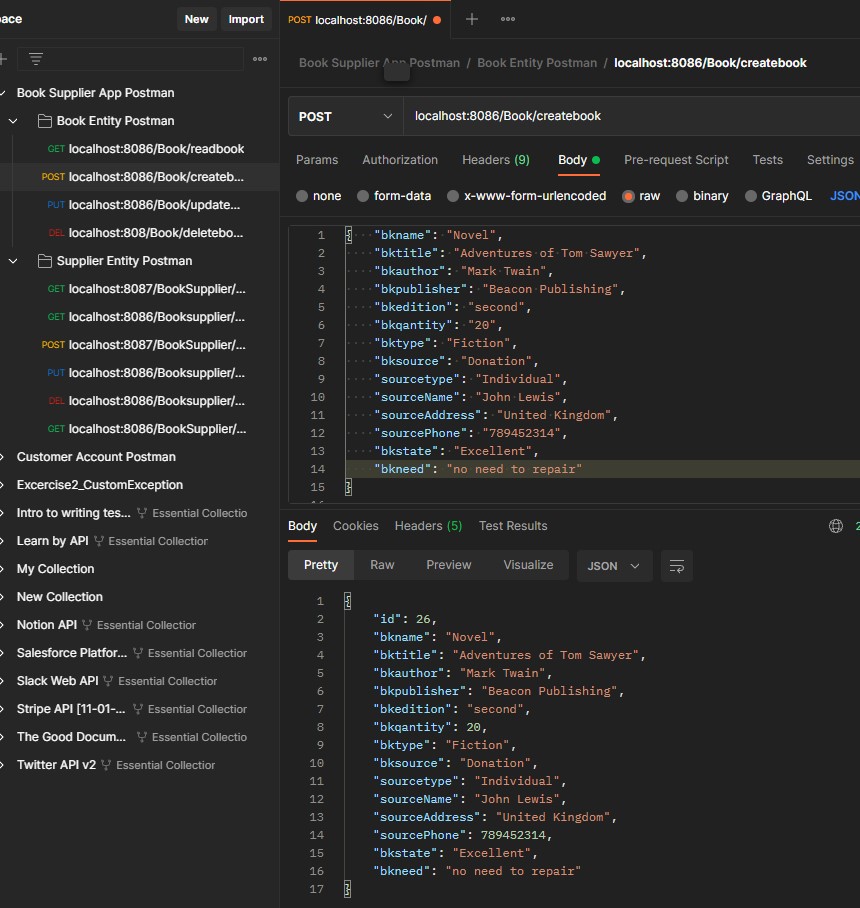 pace
New Import
Book Supplier App Postman
Book Entity Postman
GET localhost:8086/Book/readbook
POST localhost:8086/Book/createb...
PUT localhost:8086/Book/update...
DEL localhost:808/Book/deletebo...
Supplier Entity Postman
GET localhost:8087/BookSupplier/...
GET localhost:8086/Booksupplier/...
POST localhost:8087/BookSupplier/...
PUT localhost:8086/Booksupplier/...
DEL localhost:8086/Booksupplier/...
GET localhost:8086/BookSupplier/...
Customer Account Postman
Excercise2_CustomException
Intro to writing tes... Essential Collectio
Learn by API Essential Collection
My Collection
New Collection
Notion API Essential Collection
Salesforce Platfor... Essential Collection
Slack Web API Essential Collection
Stripe API [11-01-... Essential Collection
The Good Docum... Essential Collectio
Twitter API v2 Essential Collection
POST localhost:8086/Book/
Book Supplier App Postman / Book Entity Postman / localhost:8086/Book/createbook
POST localhost:8086/Book/createbook
Params Authorization Headers (9) Body Pre-request Script Tests Settings
none form-data x-www-form-urlencoded raw binary GraphQL JSON
1 { "bkname": "Novel",
2 "bktitle": "Adventures of Tom Sawyer",
3 "bkauthor": "Mark Twain",
4 "bkpublisher": "Beacon Publishing",
5 "bkedition": "second",
6 "bkqantity": "20",
7 "bktype": "Fiction",
8 "bksource": "Donation",
9 "sourcetype": "Individual",
10 "sourceName": "John Lewis",
11 "sourceAddress": "United Kingdom",
12 "sourcePhone": "789452314",
13 "bkstate": "Excellent",
14 "bkneed": "no need to repair"
15 }
Body Cookies Headers (5) Test Results 2
Pretty Raw Preview Visualize JSON
1 {
2 "id": 26,
3 "bkname": "Novel",
4 "bktitle": "Adventures of Tom Sawyer",
5 "bkauthor": "Mark Twain",
6 "bkpublisher": "Beacon Publishing",
7 "bkedition": "second",
8 "bkqantity": 20,
9 "bktype": "Fiction",
10 "bksource": "Donation",
11 "sourcetype": "Individual",
12 "sourceName": "John Lewis",
13 "sourceAddress": "United Kingdom",
14 "sourcePhone": 789452314,
15 "bkstate": "Excellent",
16 "bkneed": "no need to repair"
17 }